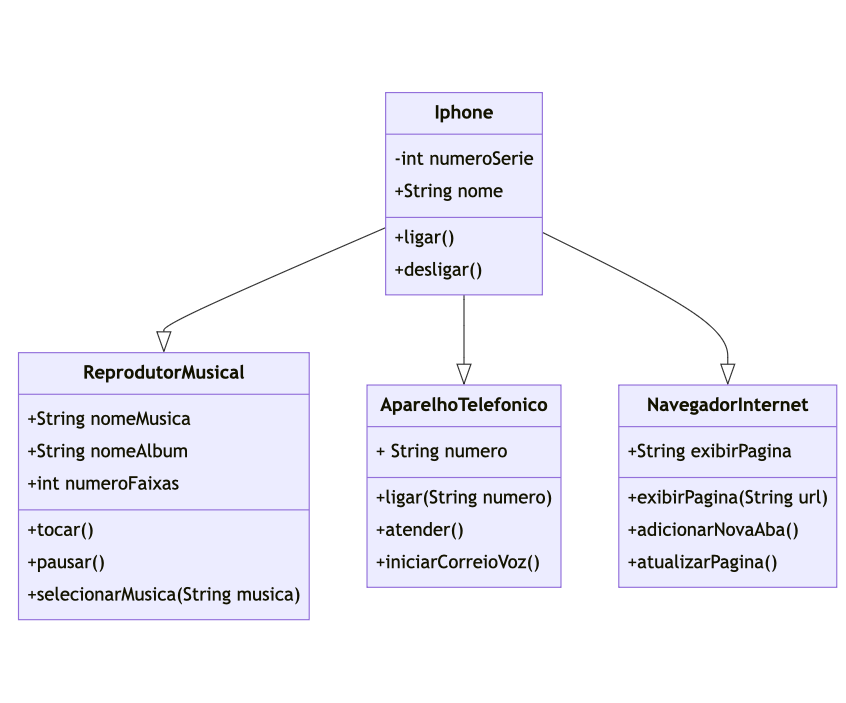 Iphone
-int numeroSerie
+String nome
+ligar()
+desligar()
ReprodutorMusical
+String nomeMusica
+String nomeAlbum
+int numeroFaixas
+tocar()
+pausar()
+selecionarMusica(String musica)
AparelhoTelefonico
+ String numero
+ligar(String numero)
+atender()
+iniciarCorreioVoz()
NavegadorInternet
+String exibirPagina
+exibirPagina(String url)
+adicionarNovaAba()
+atualizarPagina()